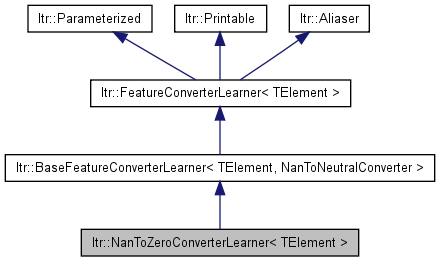 ltr::Parameterized
ltr::Printable
ltr::Aliaser
ltr::FeatureConverterLearner< TElement >
ltr::BaseFeatureConverterLearner< TElement, NanToNeutralConverter >
ltr::NanToZeroConverterLearner< TElement >